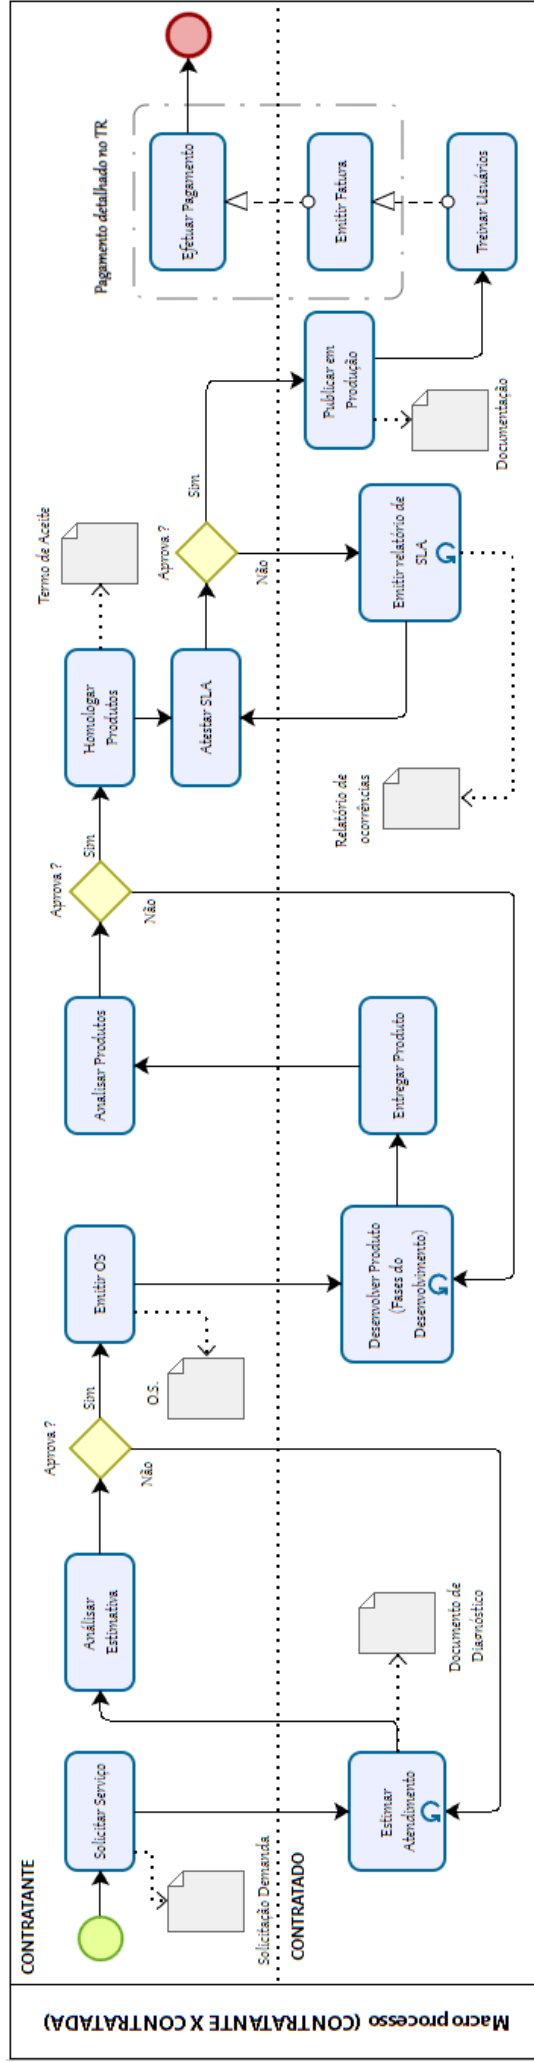 Macro processo (CONTRATANTE X CONTRATADA)
CONTRATANTE
Solicitar Serviço
Solicitação Demanda
Análisar
Estimativa
Aprova ?
Sim
Não
Emitir OS
O.S.
Analisar Produtos
Aprova ?
Sim
Não
Homologar
Produtos
Termo de Aceite
Atestar SLA
Aprova ?
Sim
Não
Pagamento detalhado no TR
Efetuar Pagamento
CONTRATADO
Estimar
Atendimento
Documento de
Diagnóstico
Desenvolver Produto
(Fases do
Desenvolvimento)
Entregar Produto
Relatório de
ocorrências
Emitir relatório de
SLA
Publicar em
Produção
Documentação
Emitir Fatura
Treinar Usuários